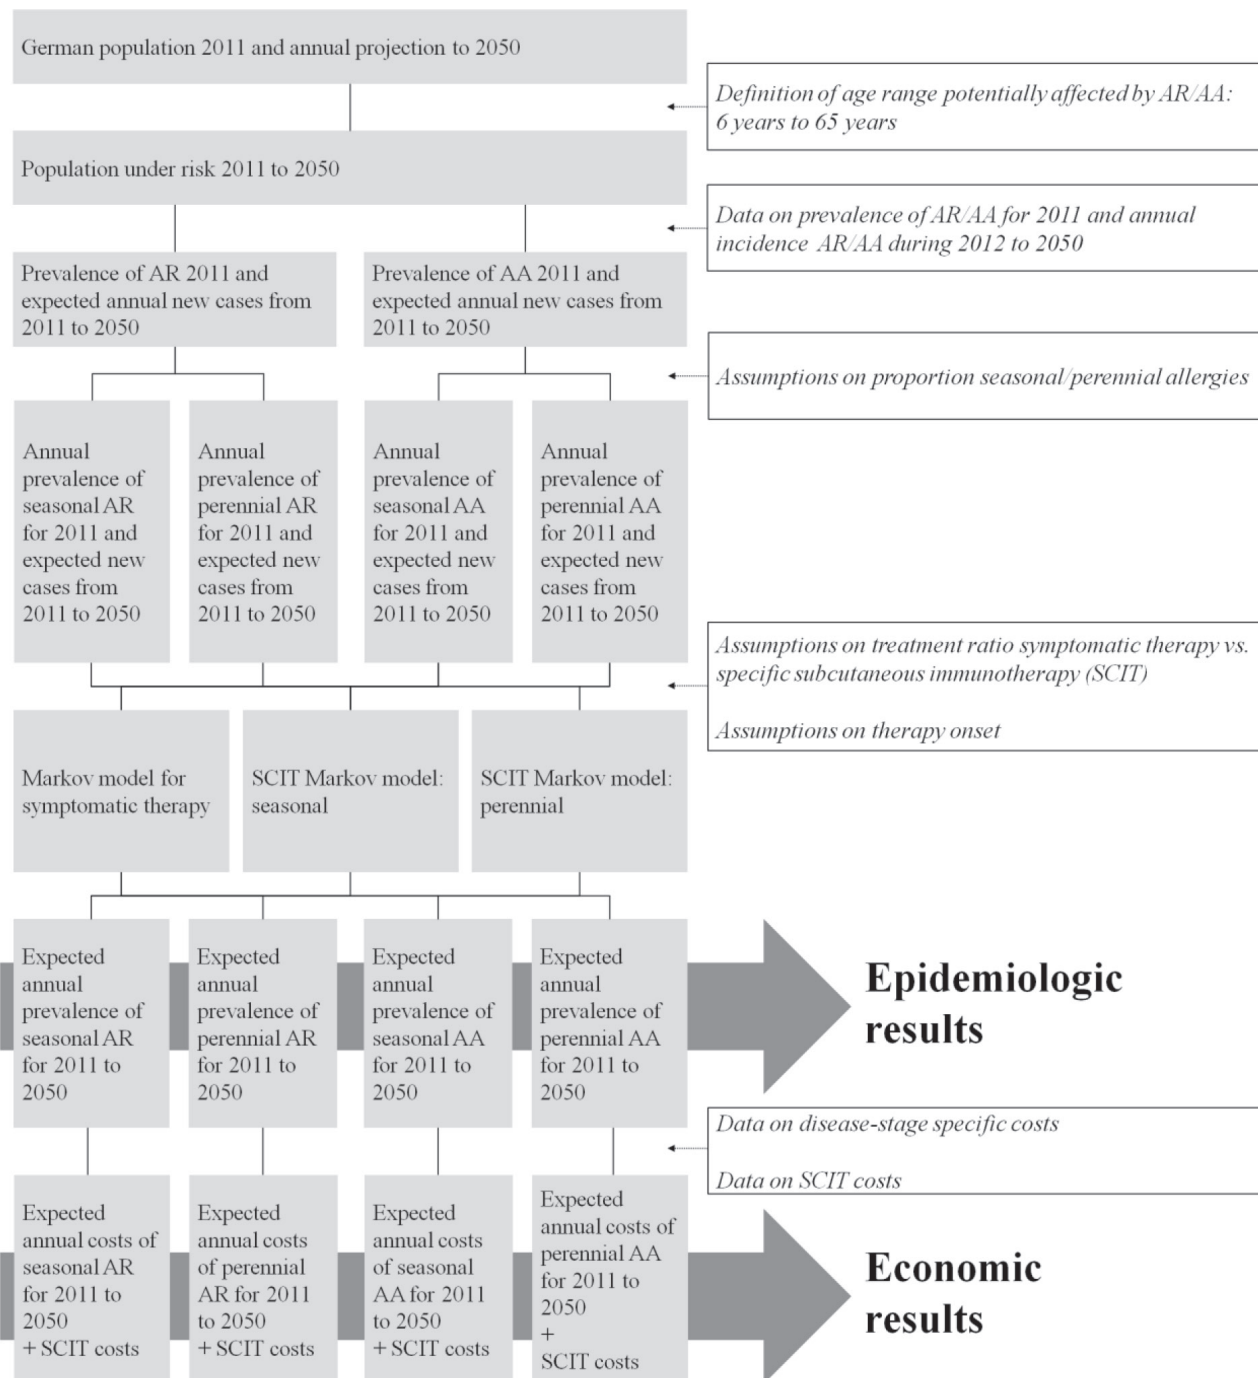 German population 2011 and annual projection to 2050
Definition of age range potentially affected by AR/AA:
6 years to 65 years
Population under risk 2011 to 2050
Data on prevalence of AR/AA for 2011 and annual
incidence AR/AA during 2012 to 2050
Prevalence of AR 2011 and
expected annual new cases from
2011 to 2050
Prevalence of AA 2011 and
expected annual new cases from
2011 to 2050
Assumptions on proportion seasonal/perennial allergies
Annual
prevalence of
seasonal AR
for 2011 and
expected new
cases from
2011 to 2050
Annual
prevalence of
perennial AR
for 2011 and
expected new
cases from
2011 to 2050
Annual
prevalence of
seasonal AA
for 2011 and
expected new
cases from
2011 to 2050
Annual
prevalence of
perennial AA
for 2011 and
expected new
cases from
2011 to 2050
Assumptions on treatment ratio symptomatic therapy vs.
specific subcutaneous immunotherapy (SCIT)
Assumptions on therapy onset
Markov model for
symptomatic therapy
SCIT Markov model:
seasonal
SCIT Markov model:
perennial
Expected
annual
prevalence of
seasonal AR
for 2011 to
2050
Expected
annual
prevalence of
perennial AR
for 2011 to
2050
Expected
annual
prevalence of
seasonal AA
for 2011 to
2050
Expected
annual
prevalence of
perennial AA
for 2011 to
2050
Epidemiologic
results
Data on disease-stage specific costs
Data on SCIT costs
Expected
annual costs of
seasonal AR
for 2011 to
2050
+ SCIT costs
Expected
annual costs
of perennial
AR for 2011
to 2050
+ SCIT costs
Expected
annual costs
of seasonal
AA for 2011
to 2050
+ SCIT costs
Expected
annual costs of
perennial AA
for 2011 to
2050
+
SCIT costs
Economic
results